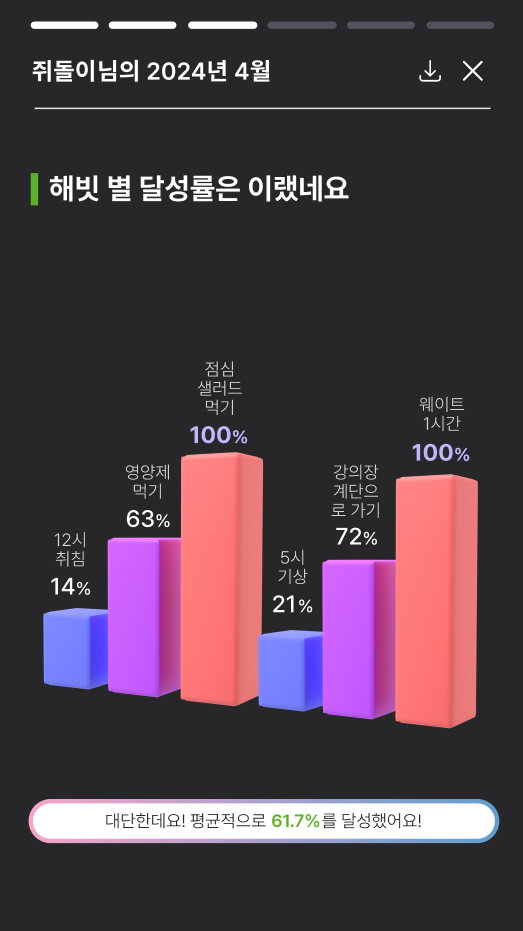 쥐돌이님의 2024년 4월
해빗 별 달성률은 이랬네요
점심
샐러드
먹기
100%
웨이트
1시간
100%
영양제
먹기
63%
강의장
계단으
로 가기
72%
12시
취침
14%
5시
기상
21%
대단한데요! 평균적으로 61.7%를 달성했어요!